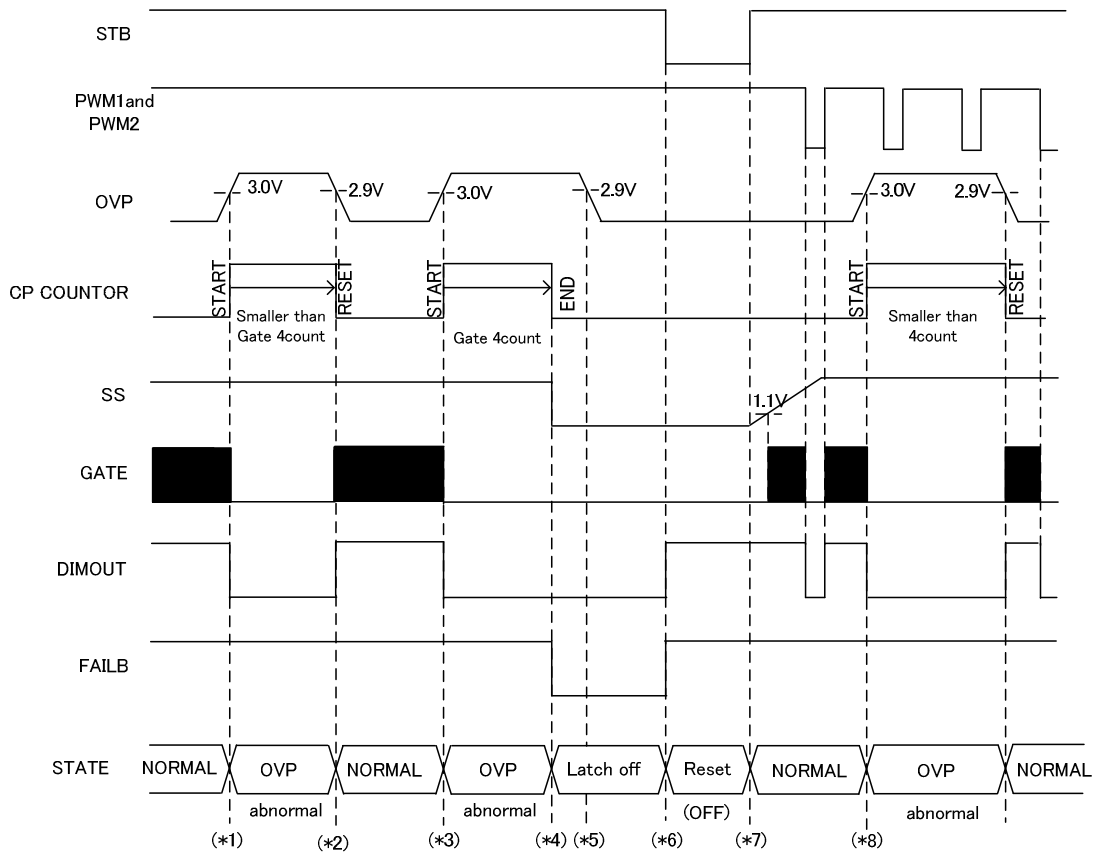 STB
PWM1and
PWM2
OVP
3.0V
2.9V
3.0V
2.9V
3.0V
2.9V
CP COUNTOR
START
RESET
START
END
START
RESET
Smaller than
Gate 4count
Gate 4count
Smaller than
4count
SS
1.1V
GATE
DIMOUT
FAILB
STATE
NORMAL
OVP
NORMAL
OVP
Latch off
Reset
NORMAL
OVP
NORMAL
abnormal
abnormal
(OFF)
abnormal
(*1)
(*2)
(*3)
(*4)
(*5)
(*6)
(*7)
(*8)